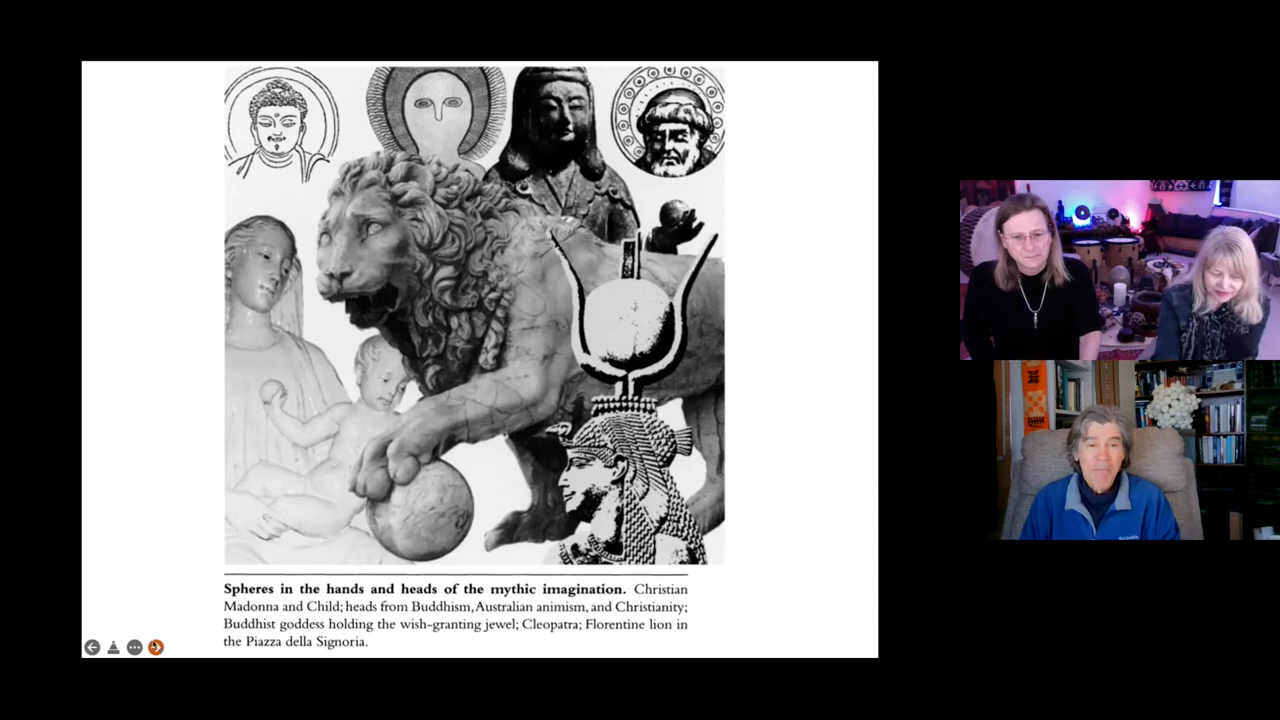 Spheres in the hands and heads of the mythic imagination. Christian
Madonna and Child; heads from Buddhism, Australian animism, and Christianity;
Buddhist goddess holding the wish-granting jewel; Cleopatra; Florentine lion in
the Piazza della Signoria.